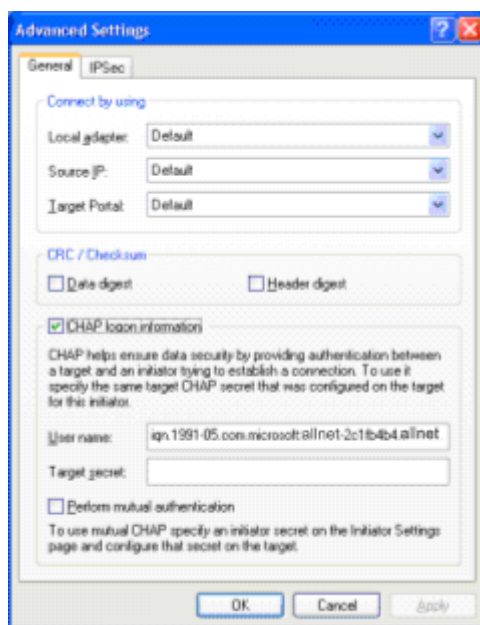 Advanced Settings
General IPSec
Connect by using
Local adapter: Default
Source IP: Default
Target Portal: Default
CRC / Checksum
Data digest Header digest
CHAP logon information
CHAP helps ensure data security by providing authentication between
a target and an initiator trying to establish a connection. To use it
specify the same target CHAP secret that was configured on the target
for this initiator.
User name: iqn.1991-05.com.microsoft:allnet-2c1fb4b4.allnet
Target secret:
Perform mutual authentication
To use mutual CHAP specify an initiator secret on the Initiator Settings
page and configure that secret on the target.
OK Cancel Apply